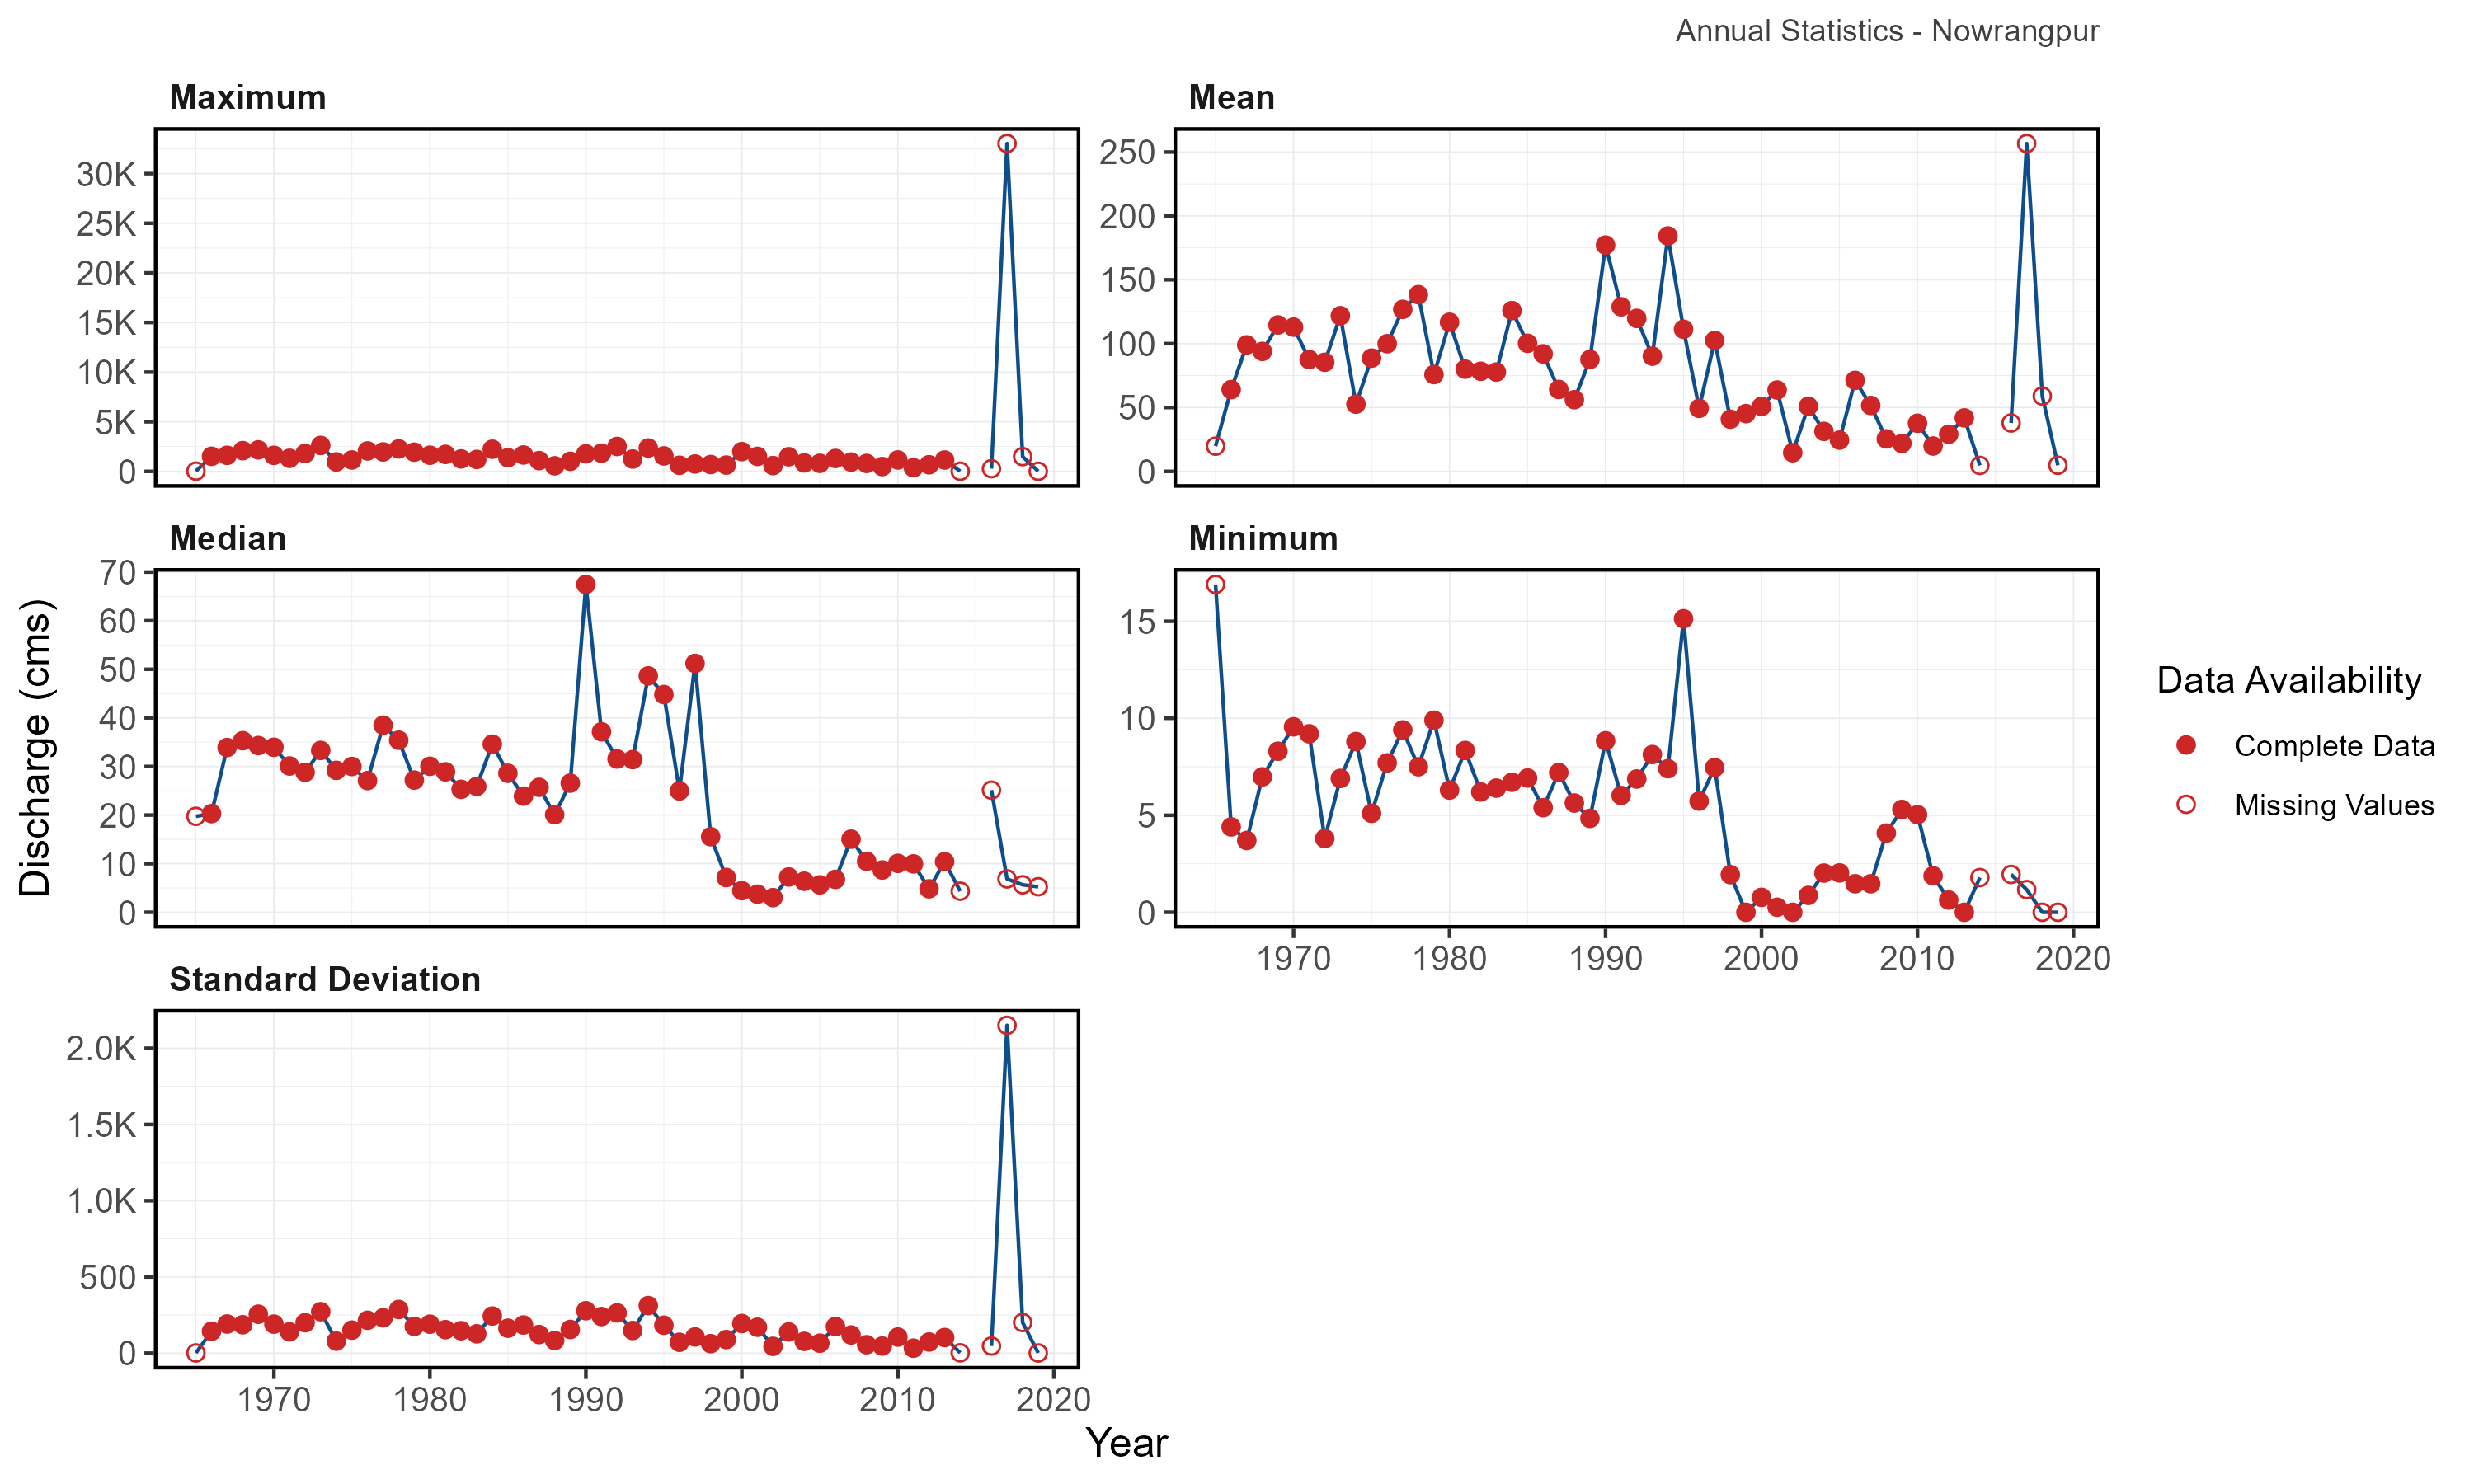 Annual Statistics - Nowrangpur
Maximum
Mean
30K
25K
20K
15K
10K
5K
0
250
200
150
100
50
0
Median
Minimum
70
60
50
40
30
20
10
0
15
10
5
0
1970 1980 1990 2000 2010 2020
Standard Deviation
2.0K
1.5K
1.0K
500
0
1970 1980 1990 2000 2010 2020
Year
Discharge (cms)
Data Availability
Complete Data
Missing Values